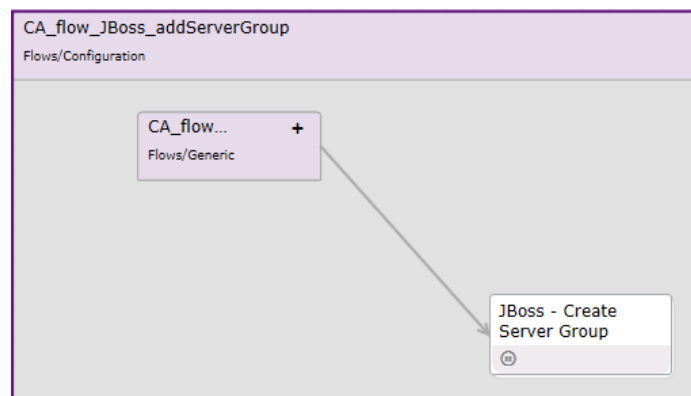 CA_flow_JBoss_addServerGroup
Flows/Configuration
CA_flow... +
Flows/Generic
JBoss - Create
Server Group